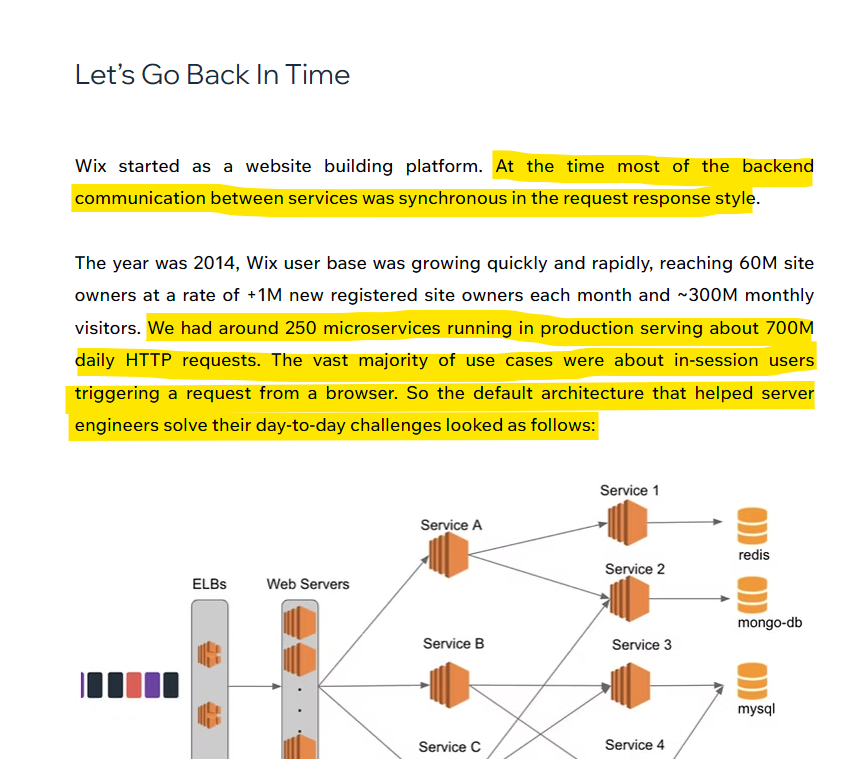 Let's Go Back In Time
Wix started as a website building platform. At the time most of the backend
communication between services was synchronous in the request response style.
The year was 2014, Wix user base was growing quickly and rapidly, reaching 60M site
owners at a rate of +1M new registered site owners each month and ~300M monthly
visitors. We had around 250 microservices running in production serving about 700M
daily HTTP requests. The vast majority of use cases were about in-session users
triggering a request from a browser. So the default architecture that helped server
engineers solve their day-to-day challenges looked as follows:
Service 1
Service A
redis
Service 2
ELBs
Web Servers
mongo-db
Service B
Service 3
mysql
Service C
Service 4